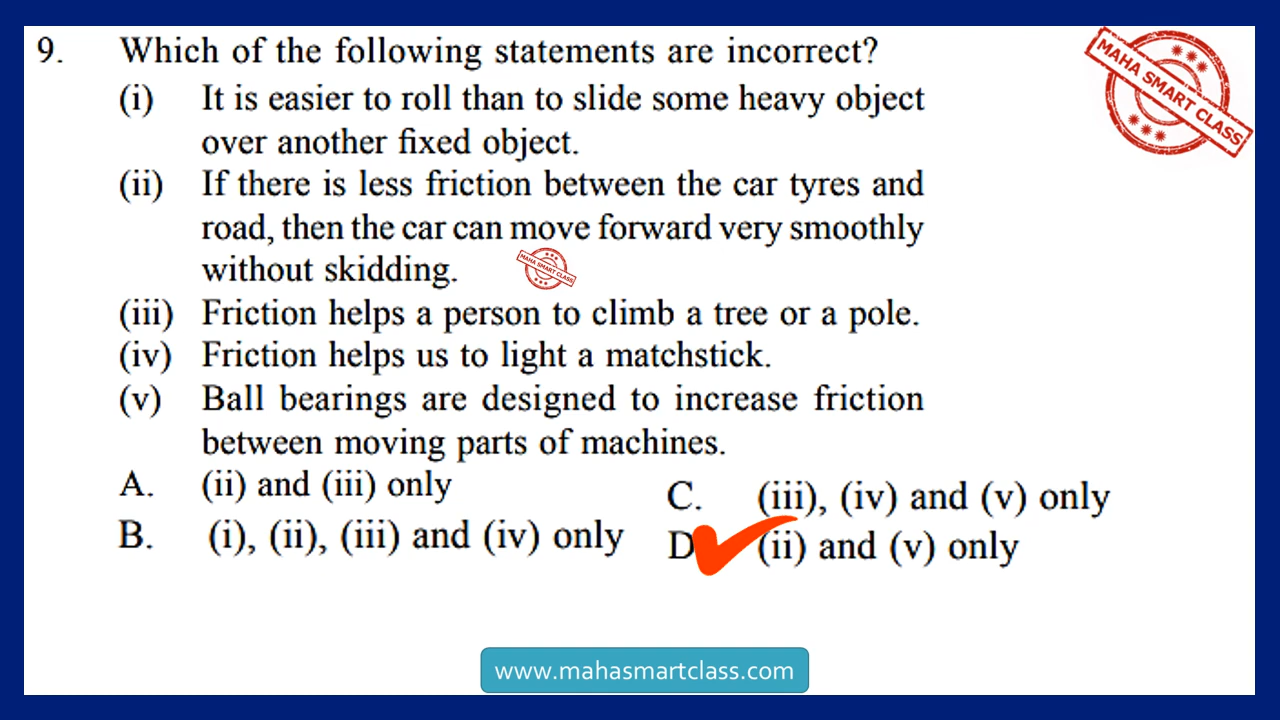 9. Which of the following statements are incorrect?
(i) It is easier to roll than to slide some heavy object
over another fixed object.
(ii) If there is less friction between the car tyres and
road, then the car can move forward very smoothly
without skidding.
(iii) Friction helps a person to climb a tree or a pole.
(iv) Friction helps us to light a matchstick.
(v) Ball bearings are designed to increase friction
between moving parts of machines.
A. (ii) and (iii) only
B. (i), (ii), (iii) and (iv) only
C. (iii), (iv) and (v) only
D (ii) and (v) only
MAHA SMART CLASS
MAHA SMART CLASS
www.mahasmartclass.com